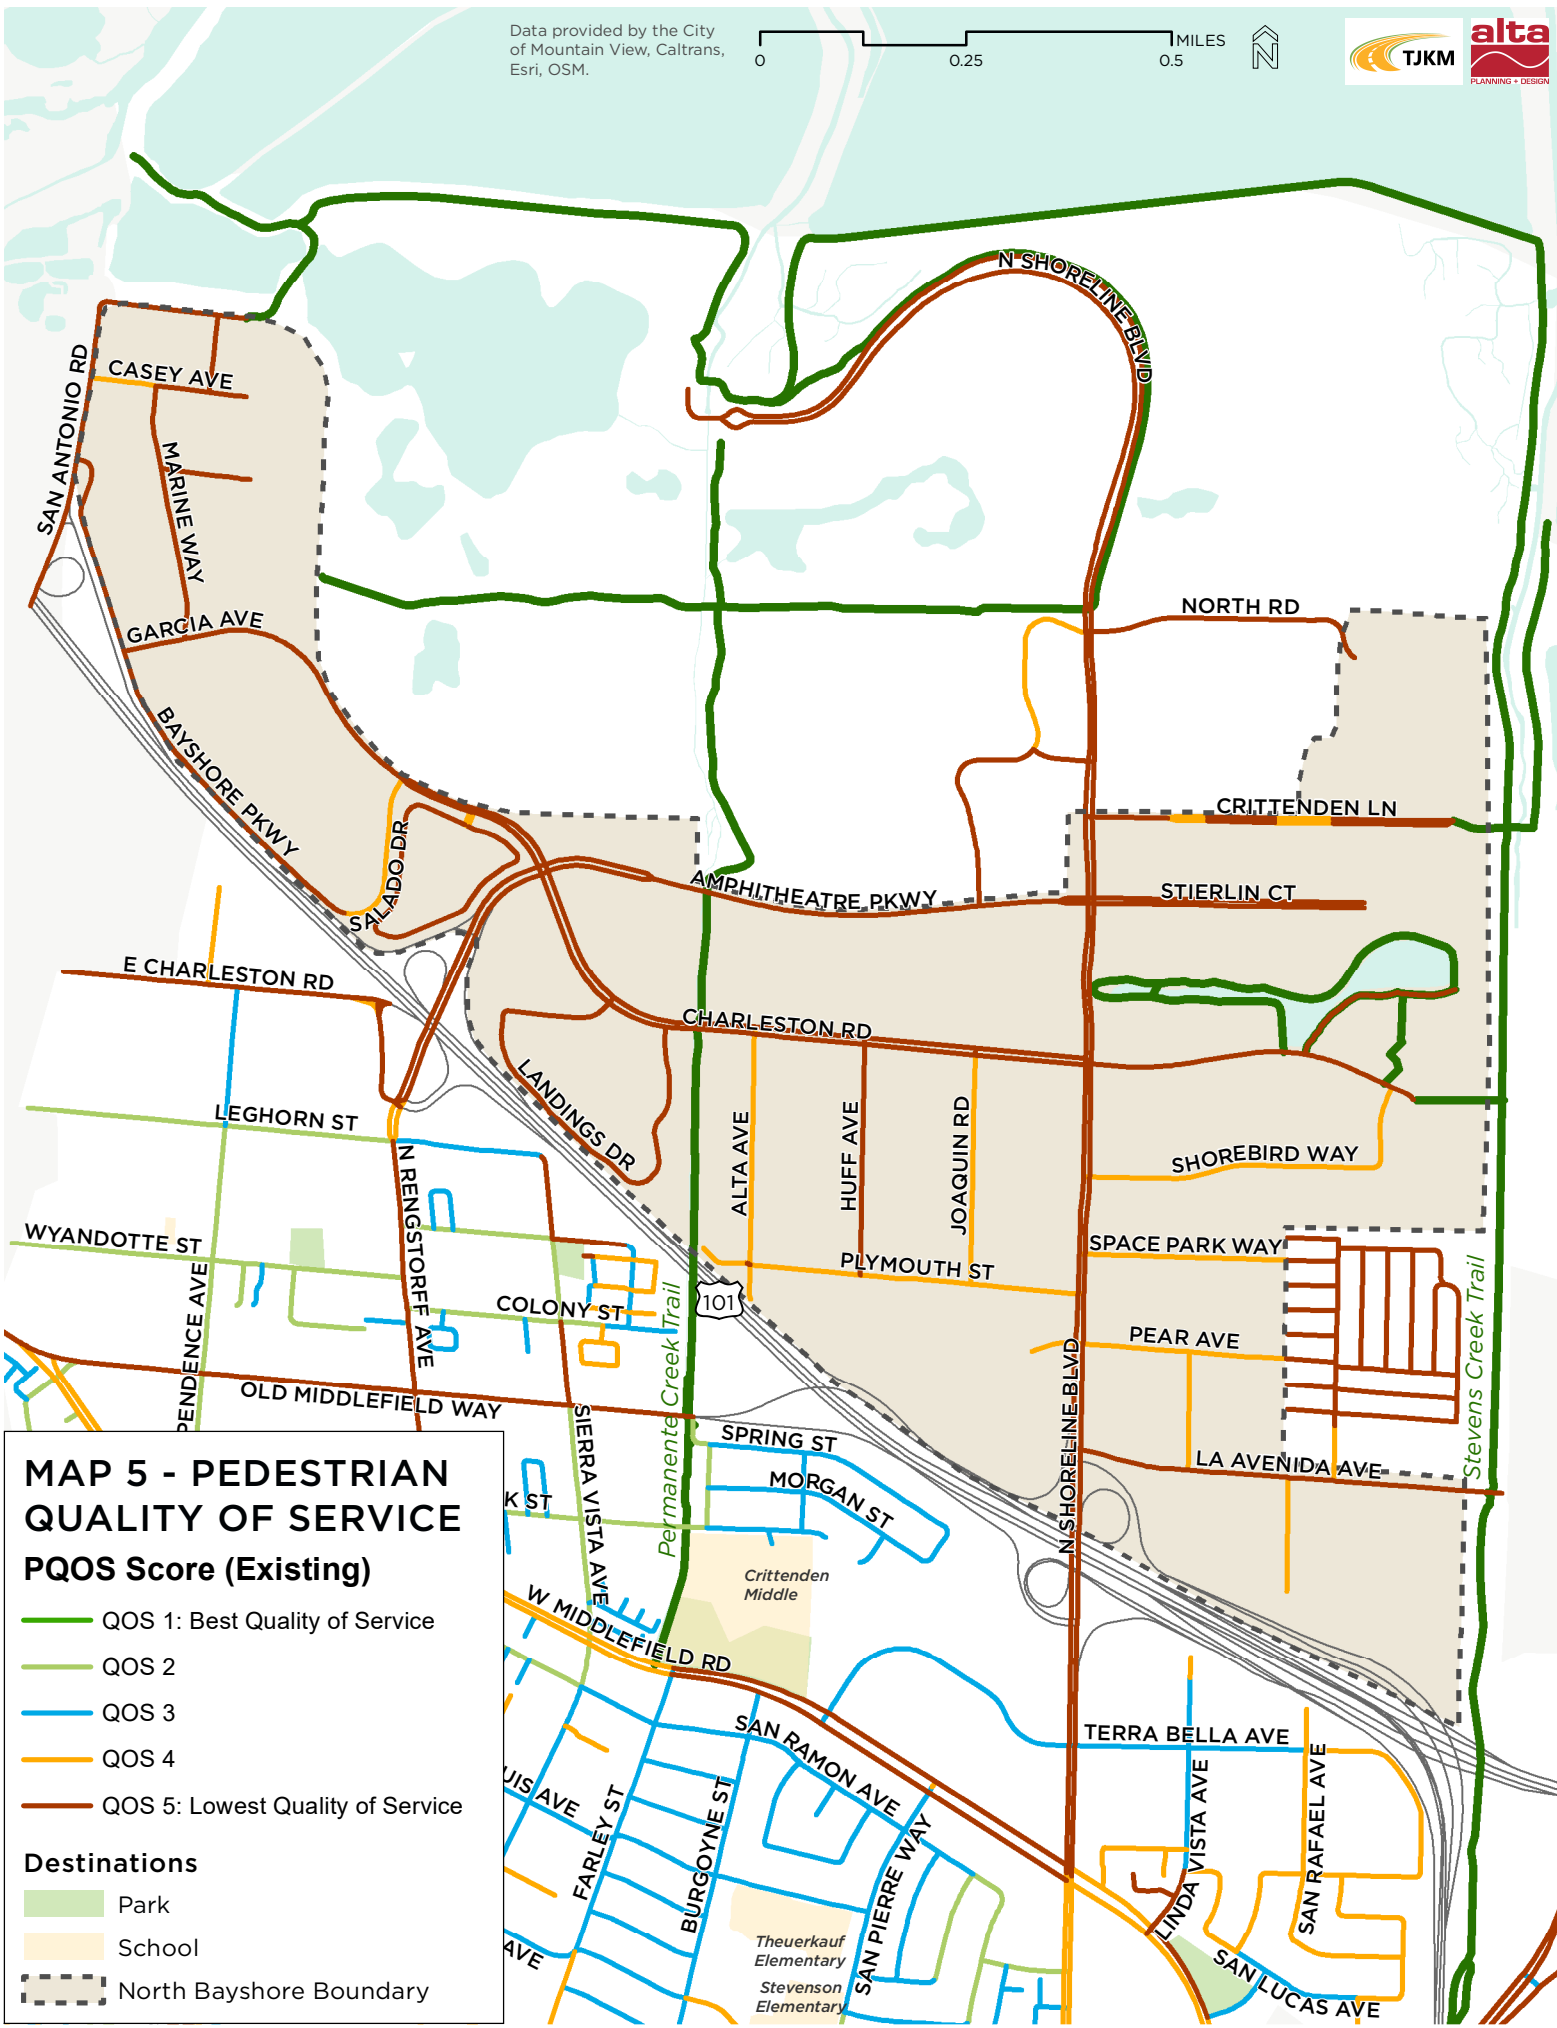 Data provided by the City
of Mountain View, Caltrans,
Esri, OSM.
0
0.25
0.5
MILES
N
TJKM
alta
PLANNING + DESIGN
N SHORELINE BLVD
SAN ANTONIO RD
CASEY AVE
MARINE WAY
GARCIA AVE
NORTH RD
BAYSHORE PKWY
SALADO DR
CRITTENDEN LN
AMPHITHEATRE PKWY
STIERLIN CT
E CHARLESTON RD
CHARLESTON RD
LANDINGS DR
LEGHORN ST
ALTA AVE
HUFF AVE
JOAQUIN RD
SHOREBIRD WAY
N RENGSTORFF AVE
WYANDOTTE ST
PLYMOUTH ST
SPACE PARK WAY
PENDENCE AVE
COLONY ST
Permanente Creek Trail
101
PEAR AVE
Stevens Creek Trail
OLD MIDDLEFIELD WAY
N SHORELINE BLVD
SIERRA VISTA AVE
SPRING ST
MORGAN ST
LA AVENIDA AVE
K ST
Crittenden
Middle
W MIDDLEFIELD RD
SAN RAMON AVE
TERRA BELLA AVE
UIS AVE
FARLEY ST
BURGOYNE ST
SAN PIERRE WAY
LINDA VISTA AVE
SAN RAFAEL AVE
AVE
Theuerkauf
Elementary
Stevenson
Elementary
SAN LUCAS AVE
MAP 5 - PEDESTRIAN
QUALITY OF SERVICE
PQOS Score (Existing)
QOS 1: Best Quality of Service
QOS 2
QOS 3
QOS 4
QOS 5: Lowest Quality of Service
Destinations
Park
School
North Bayshore Boundary